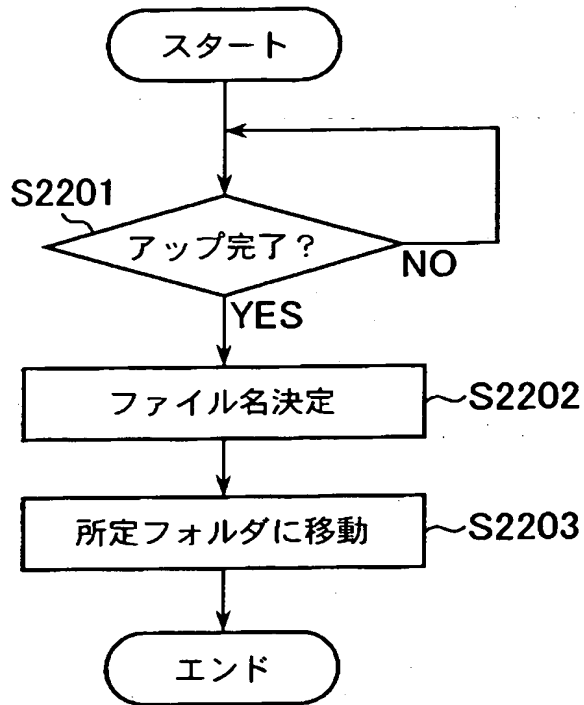 スタート
S2201
アップ完了？
NO
YES
ファイル名決定
S2202
所定フォルダに移動
S2203
エンド